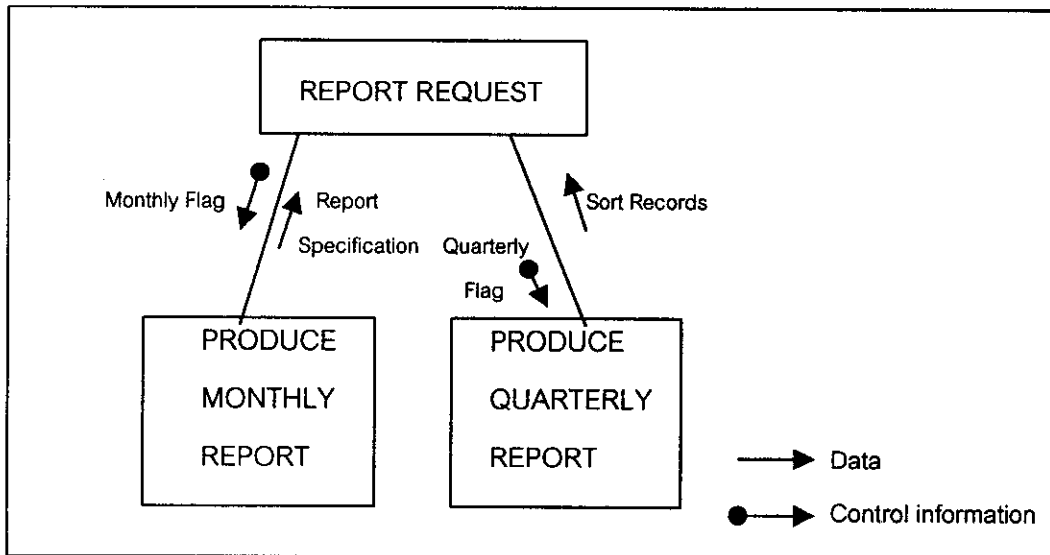 REPORT REQUEST
Monthly Flag
Report
Specification
Sort Records
Quarterly
Flag
PRODUCE
MONTHLY
REPORT
PRODUCE
QUARTERLY
REPORT
Data
Control information